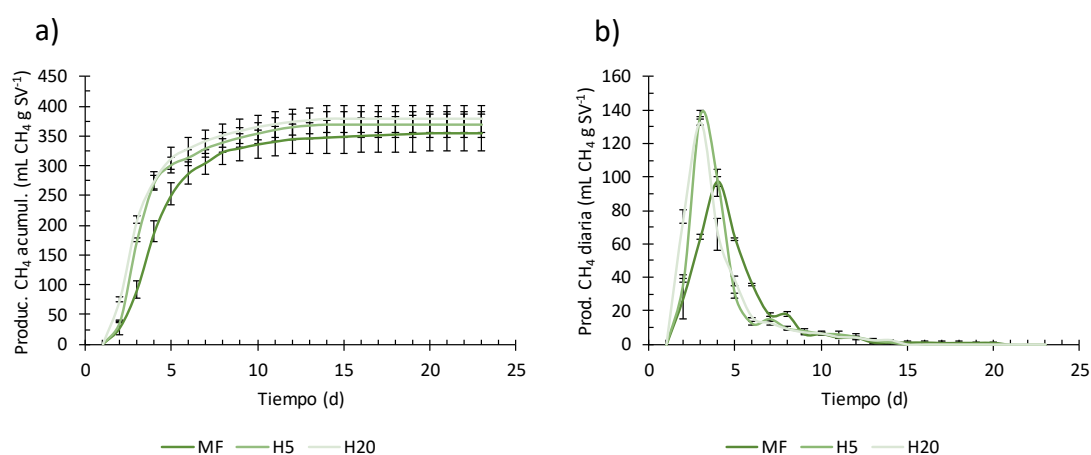 a)
Produc. CH4 acumul. (mL CH4 g SV-1)
450
400
350
300
250
200
150
100
50
0
0 5 10 15 20 25
Tiempo (d)
MF H5 H20
b)
Prod. CH4 diaria (mL CH4 g SV-1)
160
140
120
100
80
60
40
20
0
0 5 10 15 20 25
Tiempo (d)
MF H5 H20